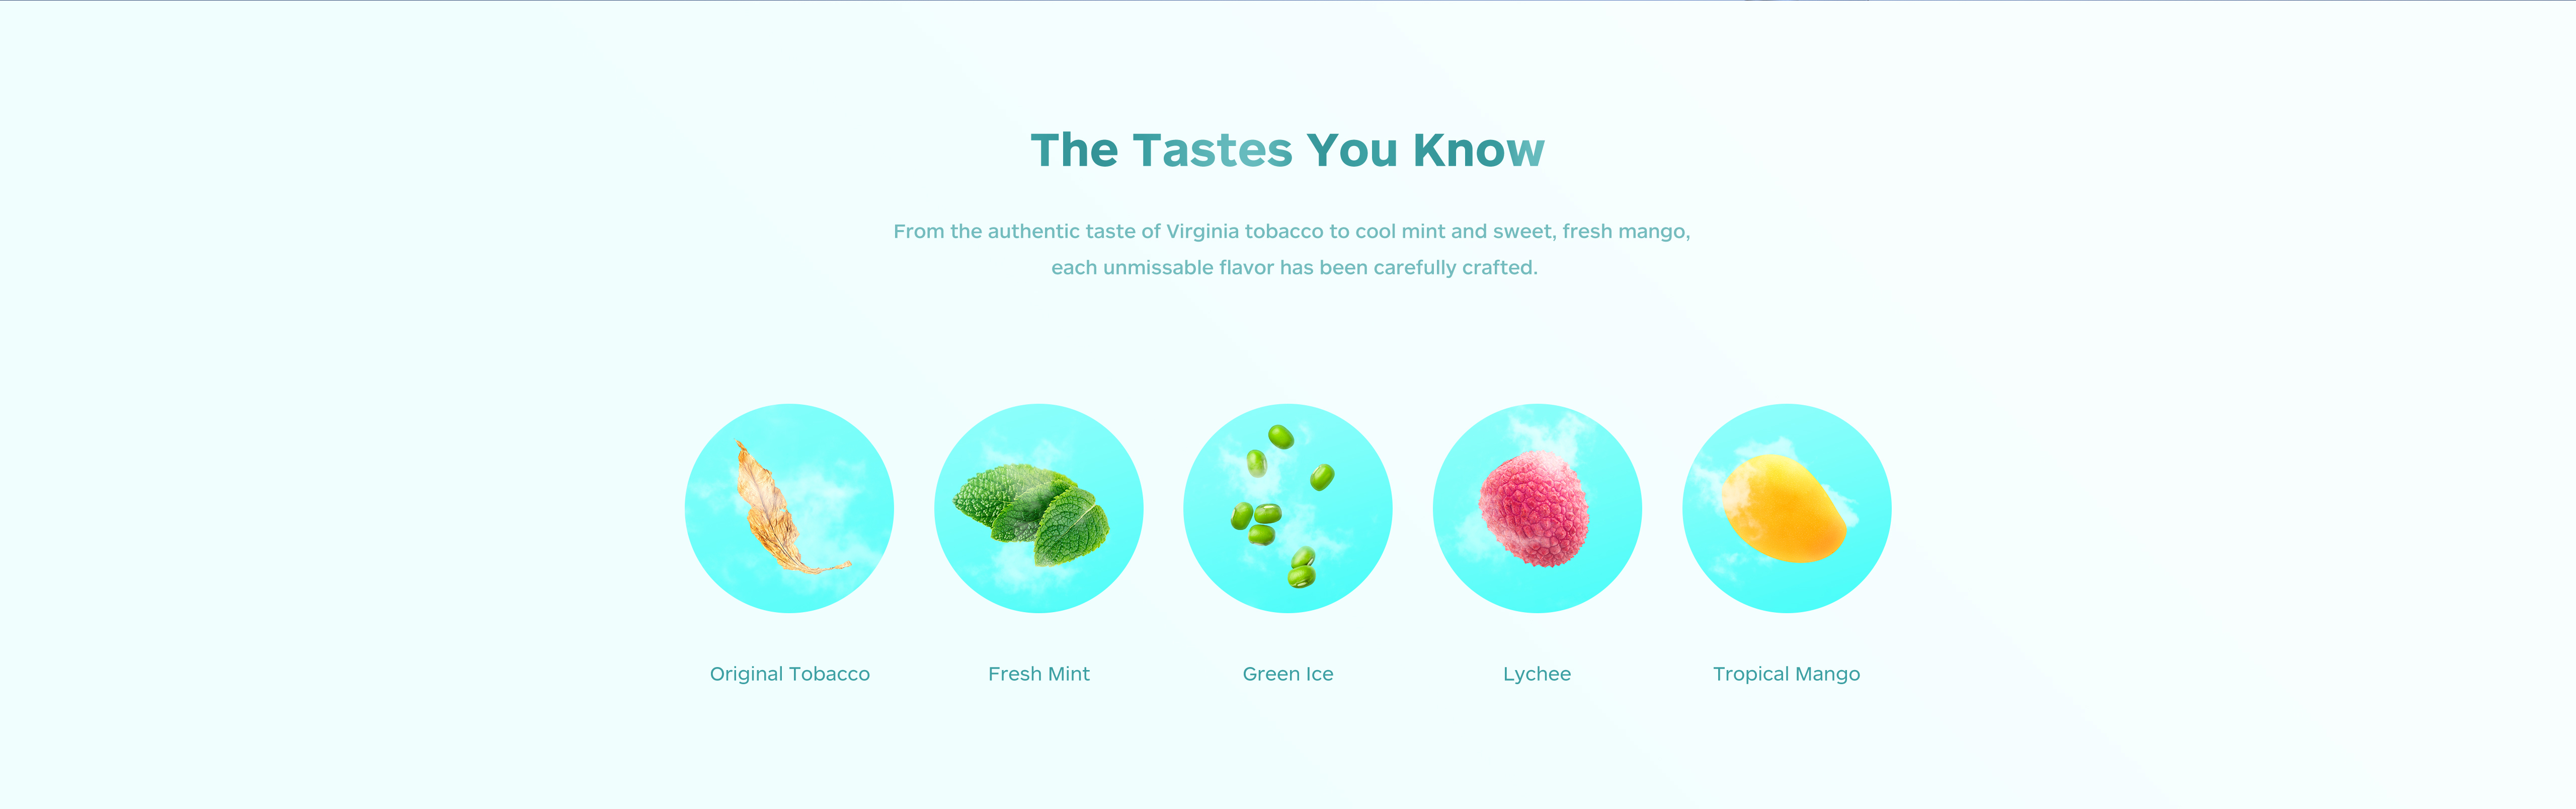 The Tastes You Know
From the authentic taste of Virginia tobacco to cool mint and sweet, fresh mango,
each unmissable flavor has been carefully crafted.
Original Tobacco
Fresh Mint
Green Ice
Lychee
Tropical Mango